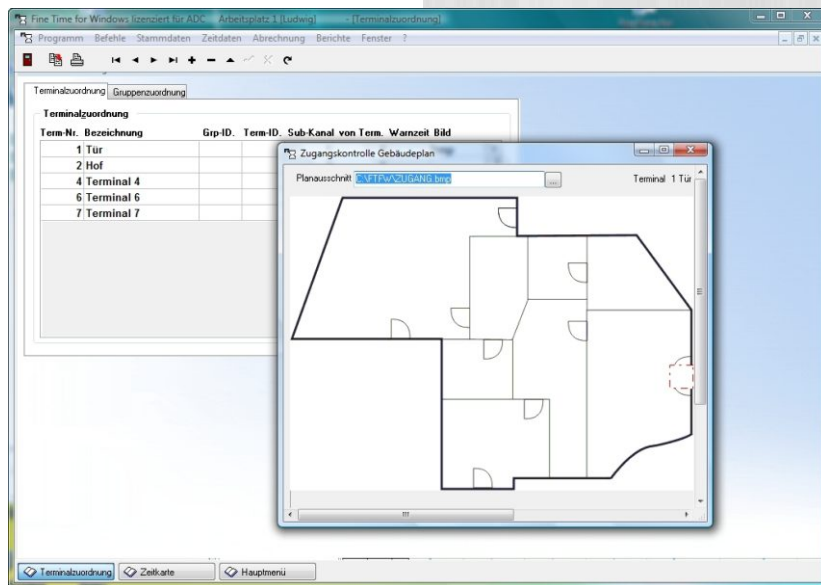 Fine Time for Windows lizenziert für ADC Arbeitsplatz 1 [Ludwig] - [Terminalzuordnung]
Programm Befehle Stammdaten Zeitdaten Abrechnung Berichte Fenster ?
Terminalzuordnung Gruppenzuordnung
Terminalzuordnung
Term-Nr. Bezeichnung Grp-ID. Term-ID. Sub-Kanal von Term. Warnzeit Bild
1 Tür
2 Hof
4 Terminal 4
6 Terminal 6
7 Terminal 7
Zugangskontrolle Gebäudeplan
Planausschnitt C:\FTFW\ZUGANG.bmp ... Terminal 1 Tür
Terminalzuordnung Zeitkarte Hauptmenü